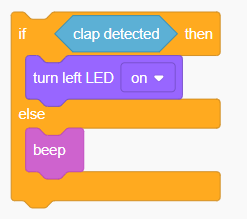 if clap detected then
turn left LED on
else
beep